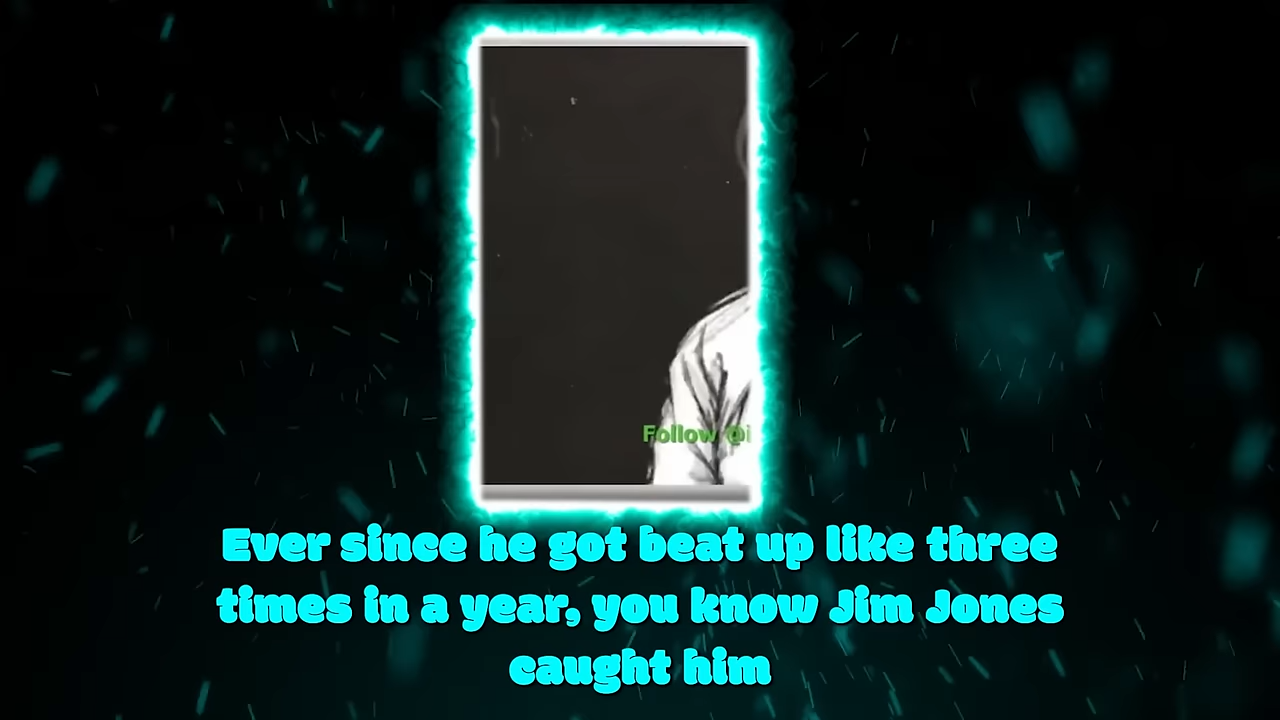 Follow @i
Ever since he got beat up like three
times in a year, you know Jim Jones
caught him